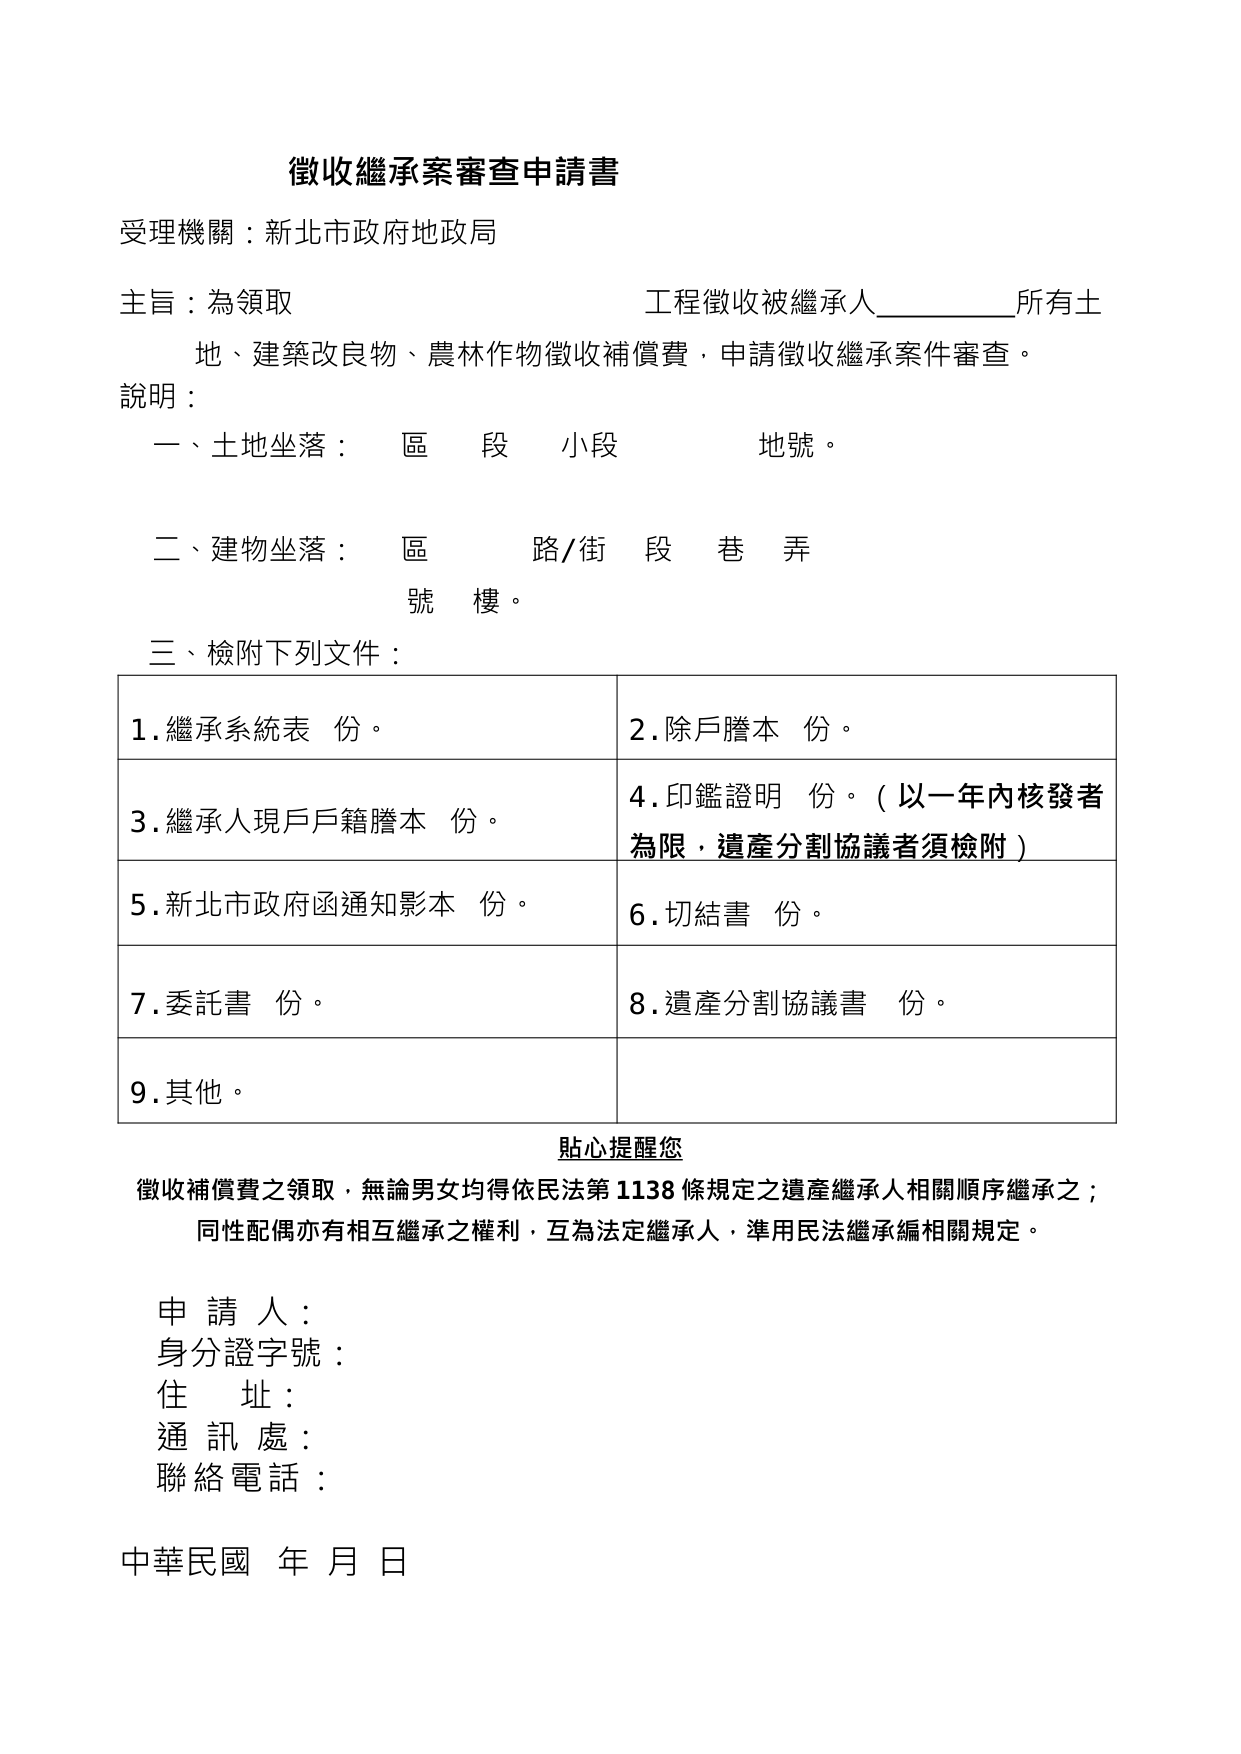 徵收繼承案審查申請書
受理機關：新北市政府地政局
主旨：為領取 工程徵收被繼承人_________所有土
地、建築改良物、農林作物徵收補償費，申請徵收繼承案件審查。
說明：
一、土地坐落： 區 段 小段 地號。
二、建物坐落： 區 路/街 段 巷 弄
號 樓。
三、檢附下列文件：
1.繼承系統表 份。
2.除戶謄本 份。
3.繼承人現戶戶籍謄本 份。
4.印鑑證明 份。(以一年內核發者
為限，遺產分割協議者須檢附)
5.新北市政府函通知影本 份。
6.切結書 份。
7.委託書 份。
8.遺產分割協議書 份。
9.其他。
貼心提醒您
徵收補償費之領取，無論男女均得依民法第1138條規定之遺產繼承人相關順序繼承之；
同性配偶亦有相互繼承之權利，互為法定繼承人，準用民法繼承編相關規定。
申 請 人：
身分證字號：
住 址：
通 訊 處：
聯絡電話：
中華民國 年 月 日